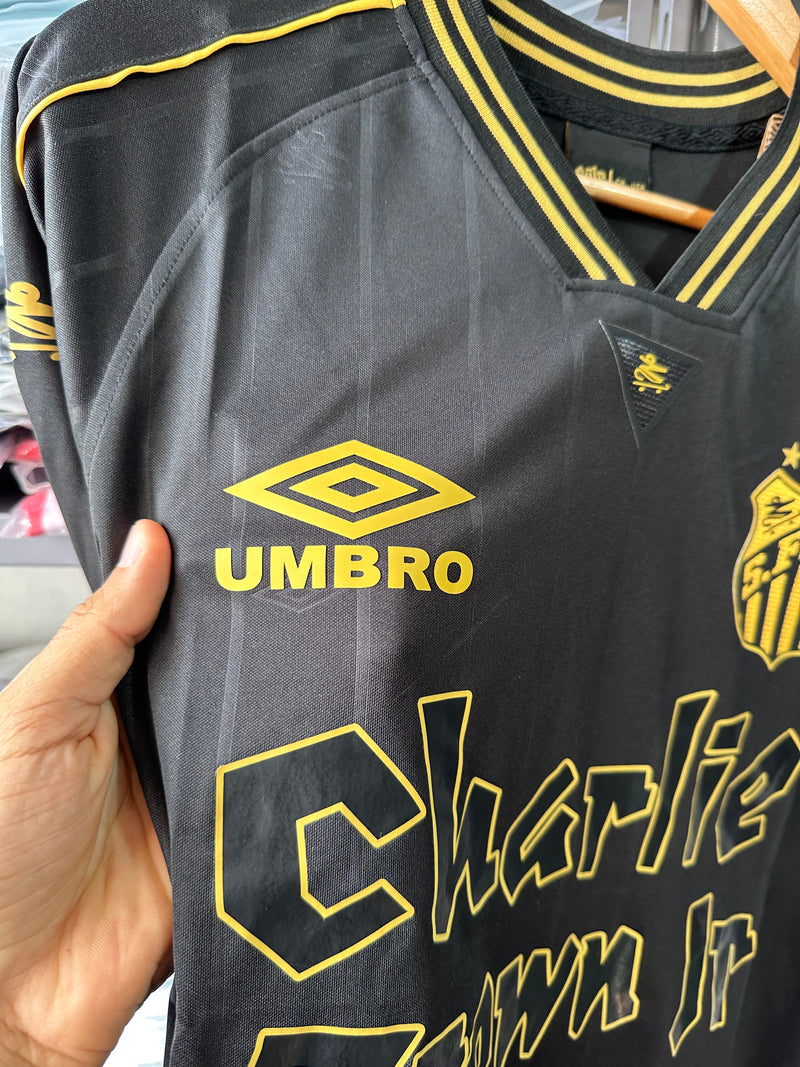 UMBRO
S.F.
Charlie
Brown Jr